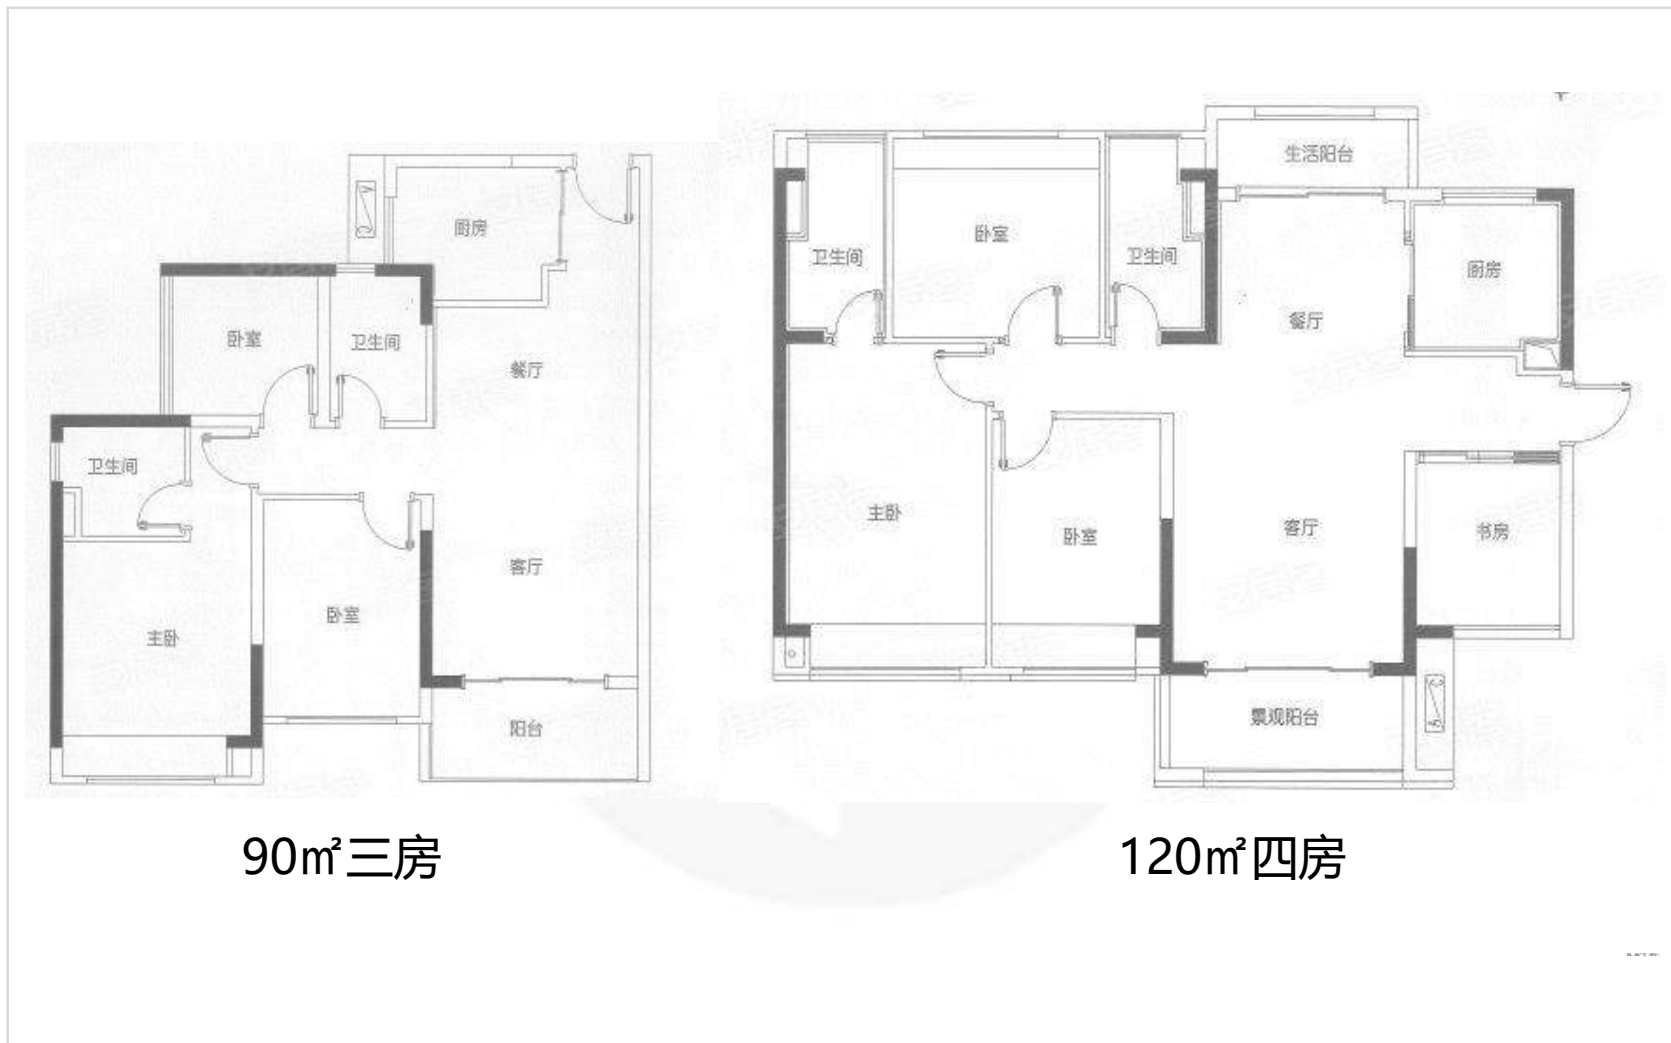 厨房
卧室
卫生间
餐厅
卫生间
客厅
卧室
主卧
阳台
90㎡三房
生活阳台
卧室
卫生间
卫生间
厨房
餐厅
主卧
客厅
书房
卧室
景观阳台
120㎡四房